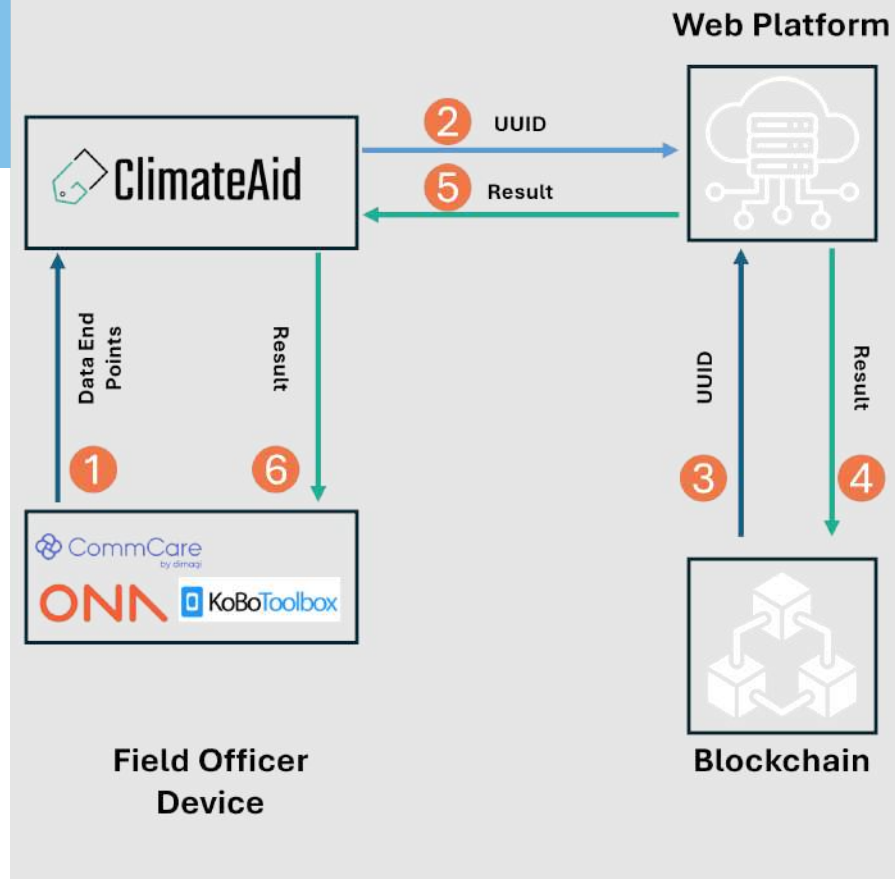 Web Platform
2 UUID
ClimateAid
5 Result
Data End
Points
Result
UUID
Result
1
6
3
4
CommCare
by dimagi
ONA
KoBoToolbox
Field Officer
Device
Blockchain